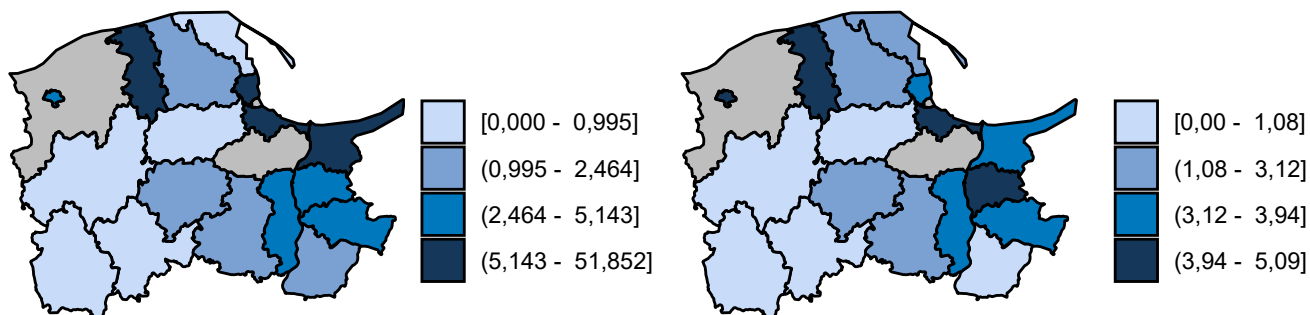 [0,000 - 0,995]
(0,995 - 2,464]
(2,464 - 5,143]
(5,143 - 51,852]
[0,00 - 1,08]
(1,08 - 3,12]
(3,12 - 3,94]
(3,94 - 5,09]